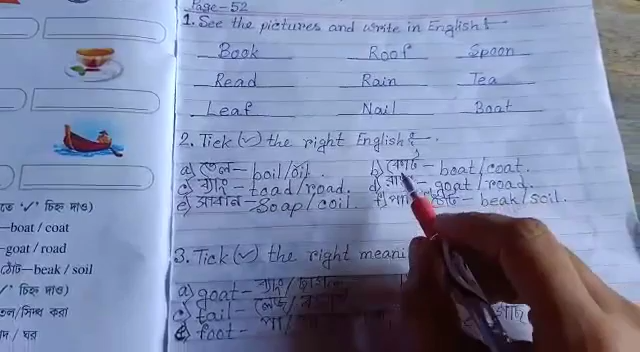 Page-52
1. See the pictures and write in English :-
Book Roof Spoon
Read Rain Tea
Leaf Nail Boat
2. Tick (✓) the right English :-
a) তেল - boil/oil. b) কোট - boat/coat.
c) ব্যাং - toad/road. d) - goat/road.
e) সাবান - Soap/coil. f) ঠোঁট - beak/soil.
3. Tick (✓) the right meani
a) goat - ব্যাং/ছাগল
c) tail - লেজ/
e) foot - পা/
তে '✓' চিহ্ন দাও)
—boat / coat
—goat / road
ঠোঁট—beak / soil
✓' চিহ্ন দাও)
তেল/সিদ্ধ করা
/ ঘর